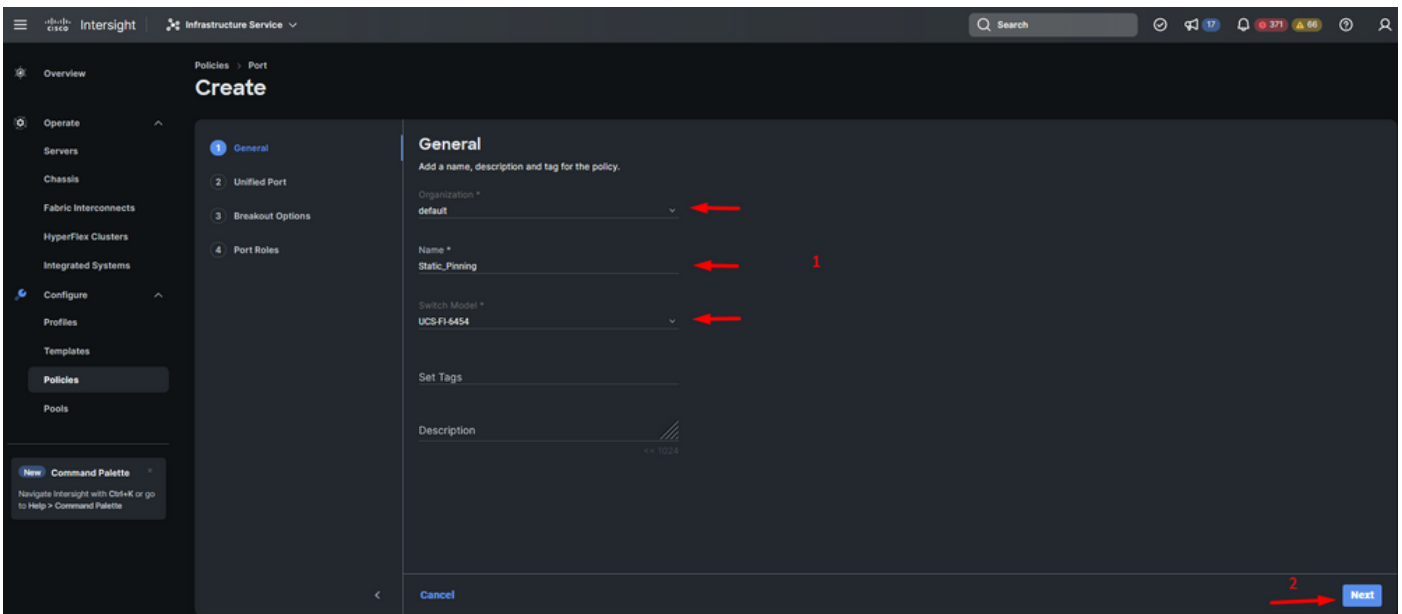 cisco Intersight
Infrastructure Service
Search
17
371
66
Overview
Operate
Servers
Chassis
Fabric Interconnects
HyperFlex Clusters
Integrated Systems
Configure
Profiles
Templates
Policies
Pools
New Command Palette
Navigate Intersight with Ctrl+K or go
to Help > Command Palette
Policies > Port
Create
1 General
2 Unified Port
3 Breakout Options
4 Port Roles
General
Add a name, description and tag for the policy.
Organization *
default
Name *
Static_Pinning
1
Switch Model *
UCS-FI-6454
Set Tags
Description
<= 1024
Cancel
2
Next